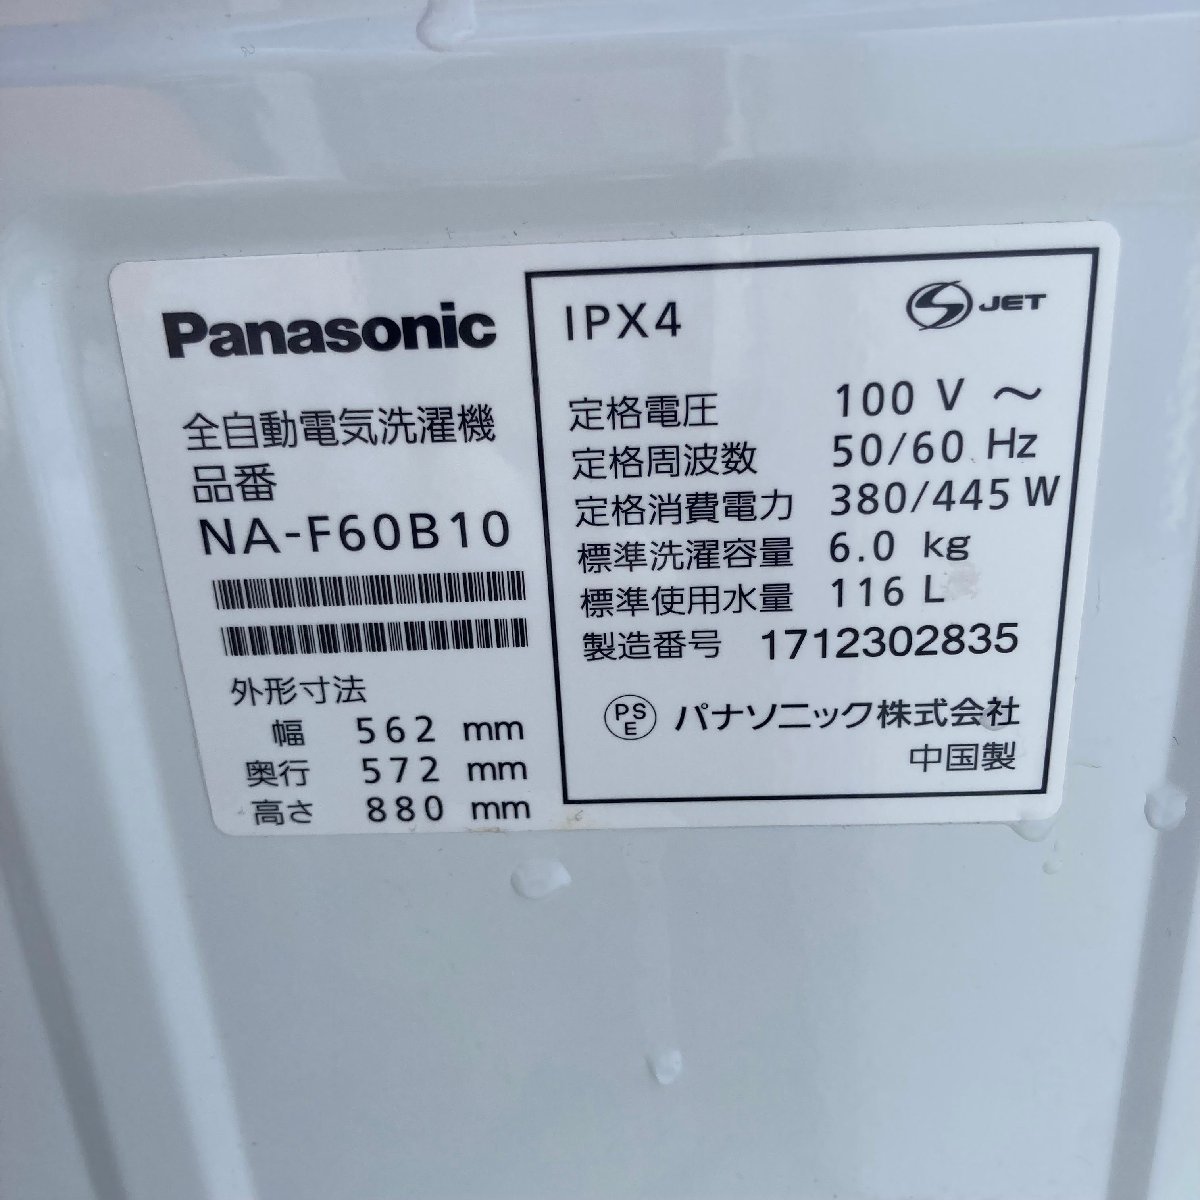 Panasonic
全自動電気洗濯機
品番
NA-F60B10
外形寸法
幅 562 mm
奥行 572 mm
高さ 880 mm
IPX4
S JET
定格電圧 100 V ～
定格周波数 50/60 Hz
定格消費電力 380/445 W
標準洗濯容量 6.0 kg
標準使用水量 116 L
製造番号 1712302835
PSE パナソニック株式会社
中国製